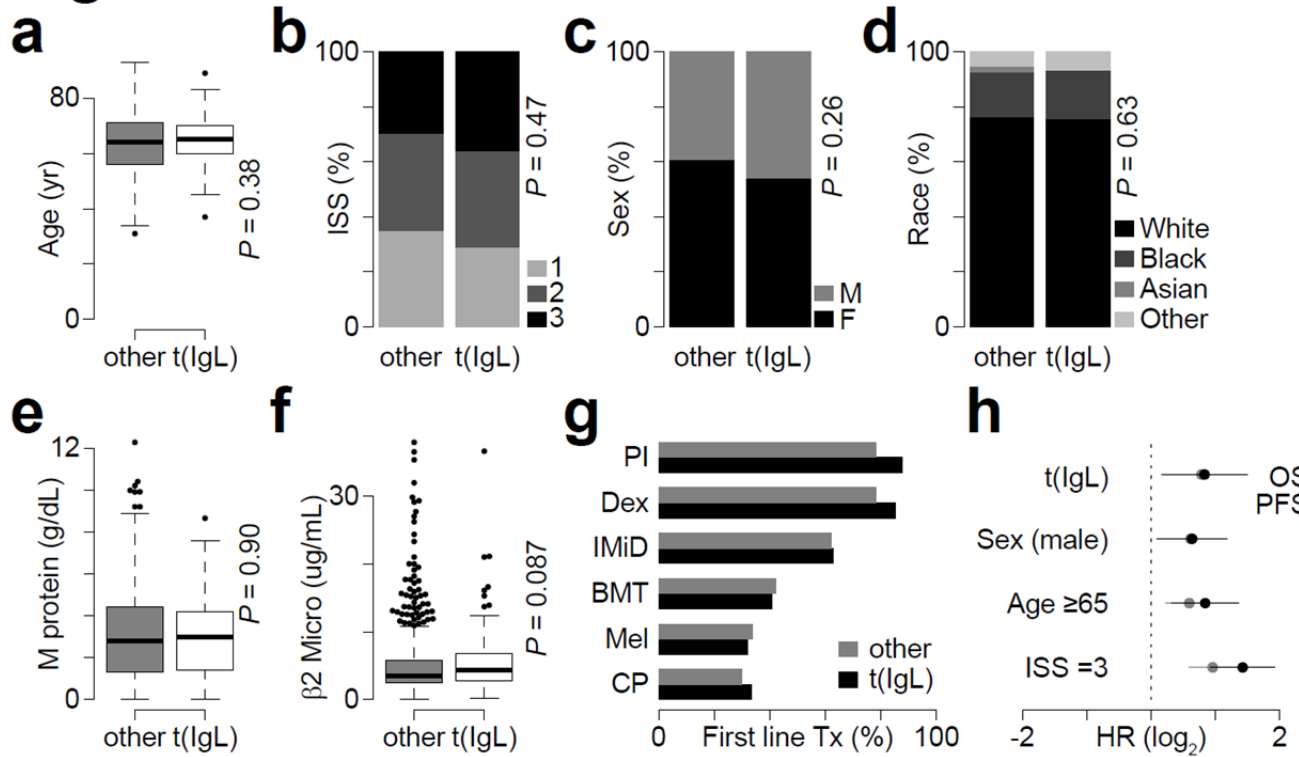 a
Age (yr)
80
0
P = 0.38
other t(IgL)
b
ISS (%)
100
0
P = 0.47
1
2
3
other t(IgL)
c
Sex (%)
100
0
P = 0.26
M
F
other t(IgL)
d
Race (%)
100
0
P = 0.63
White
Black
Asian
Other
other t(IgL)
e
M protein (g/dL)
12
0
P = 0.90
other t(IgL)
f
β2 Micro (ug/mL)
30
0
P = 0.087
other t(IgL)
g
PI
Dex
IMiD
BMT
Mel
CP
other
t(IgL)
0 First line Tx (%) 100
h
t(IgL)
OS
PFS
Sex (male)
Age ≥65
ISS =3
-2 HR (log₂) 2